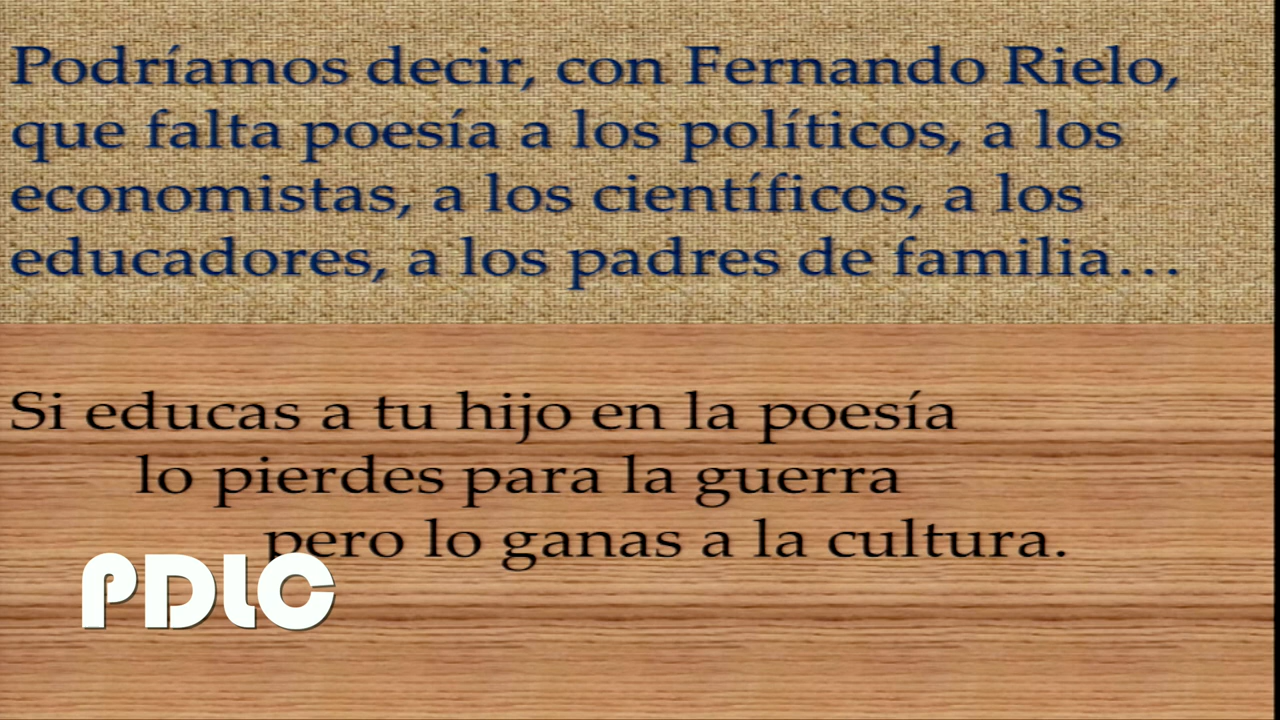 Podríamos decir, con Fernando Rielo,
que falta poesía a los políticos, a los
economistas, a los científicos, a los
educadores, a los padres de familia…
Si educas a tu hijo en la poesía
lo pierdes para la guerra
pero lo ganas a la cultura.
PDLC